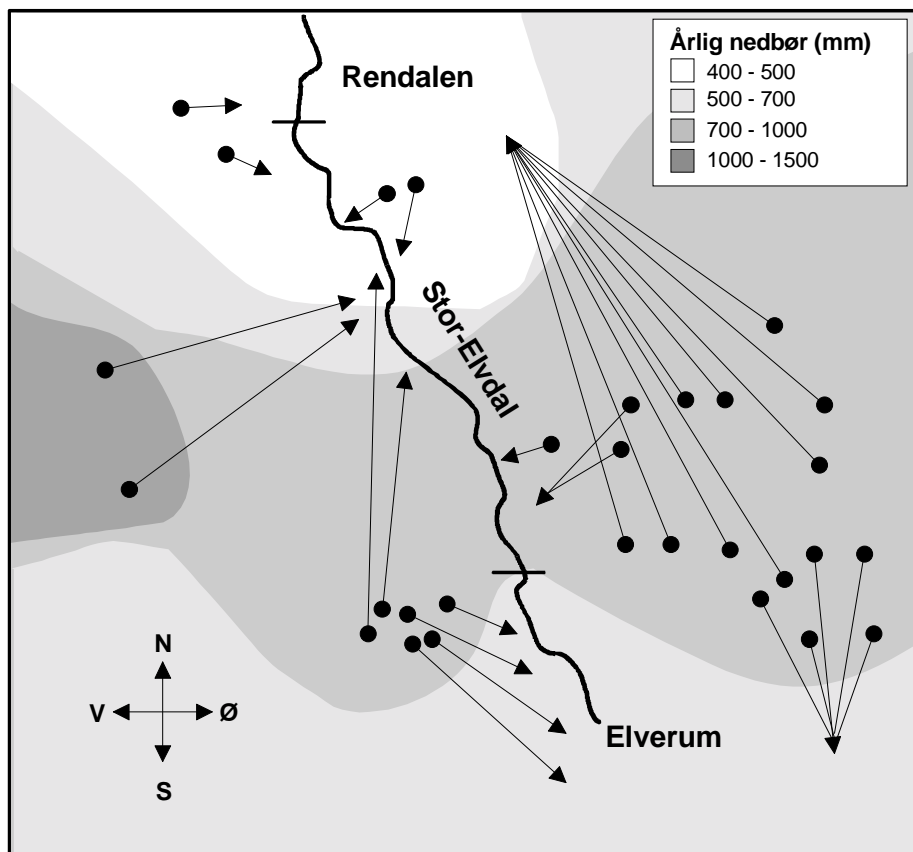 Årlig nedbør (mm)
400 - 500
500 - 700
700 - 1000
1000 - 1500
Rendalen
Stor-Elvdal
Elverum
N
V
Ø
S